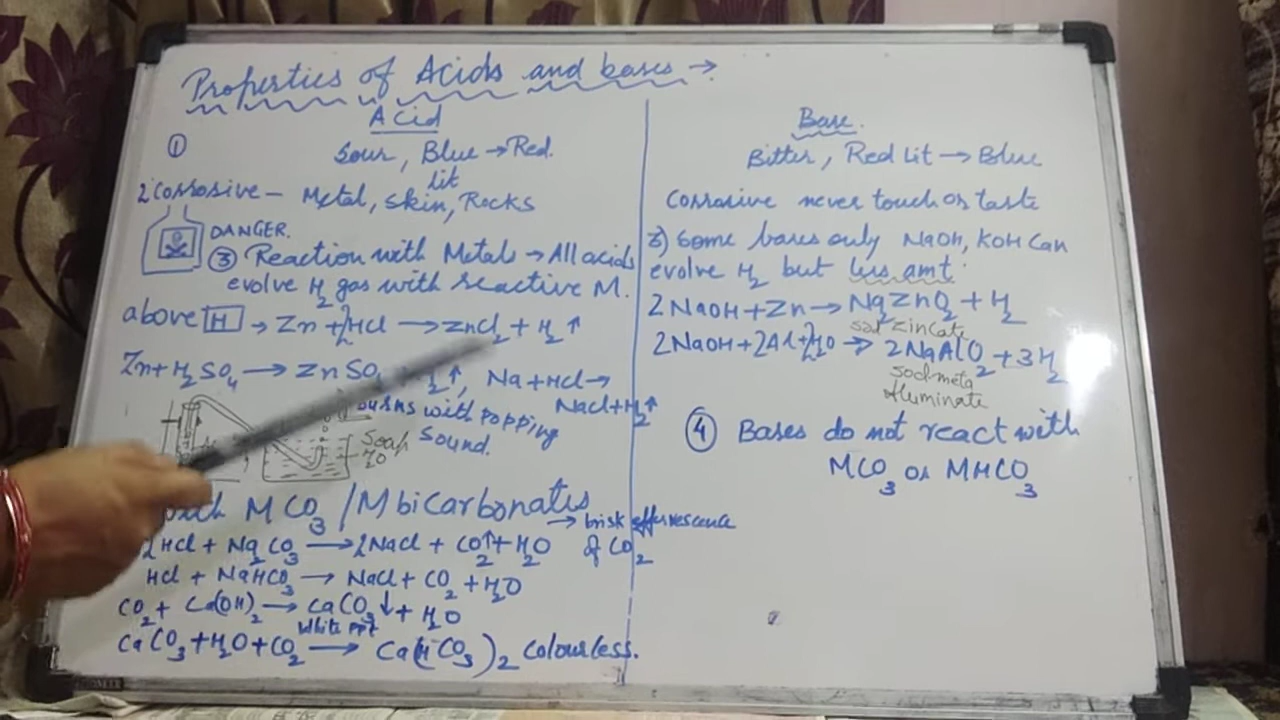 Properties of Acids and bases →
Acid
①
Sour, Blue → Red.
lit
2 Corrosive – Metal, Skin, Rocks
DANGER.
③ Reaction with Metals → All acids
evolve H2 gas with reactive M.
above H → Zn + 2HCl → ZnCl2 + H2 ↑
Zn + H2SO4 → ZnSO4 H2 ↑, Na + HCl →
NaCl + H2 ↑
burns with popping
sound.
Soap
H2O
with MCO3 / M bicarbonates
→ brisk effervescence
of CO2
2HCl + Na2CO3 → 2NaCl + CO2 ↑ + H2O
HCl + NaHCO3 → NaCl + CO2 + H2O
CO2 + Ca(OH)2 → CaCO3 ↓ + H2O
White ppt
CaCO3 + H2O + CO2 → Ca(HCO3)2 Colourless.
Base.
Bitter, Red Lit → Blue
Corrosive never touch or taste
3) Some bases only NaOH, KOH Can
evolve H2 but less amt.
2NaOH + Zn → Na2ZnO2 + H2
sod zincate
2NaOH + 2Al + 2H2O → 2NaAlO2 + 3H2
sod meta
aluminate
④ Bases do not react with
MCO3 or MHCO3